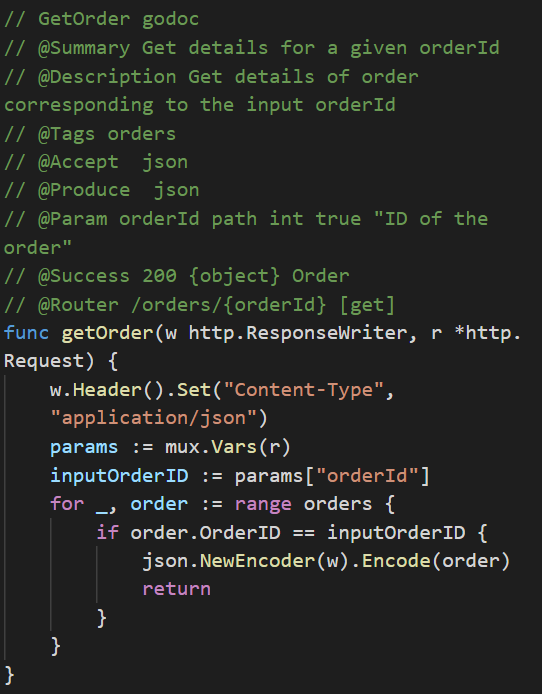 // GetOrder godoc
// @Summary Get details for a given orderId
// @Description Get details of order
corresponding to the input orderId
// @Tags orders
// @Accept  json
// @Produce  json
// @Param orderId path int true "ID of the
order"
// @Success 200 {object} Order
// @Router /orders/{orderId} [get]
func getOrder(w http.ResponseWriter, r *http.
Request) {
    w.Header().Set("Content-Type",
    "application/json")
    params := mux.Vars(r)
    inputOrderID := params["orderId"]
    for _, order := range orders {
        if order.OrderID == inputOrderID {
            json.NewEncoder(w).Encode(order)
            return
        }
    }
}